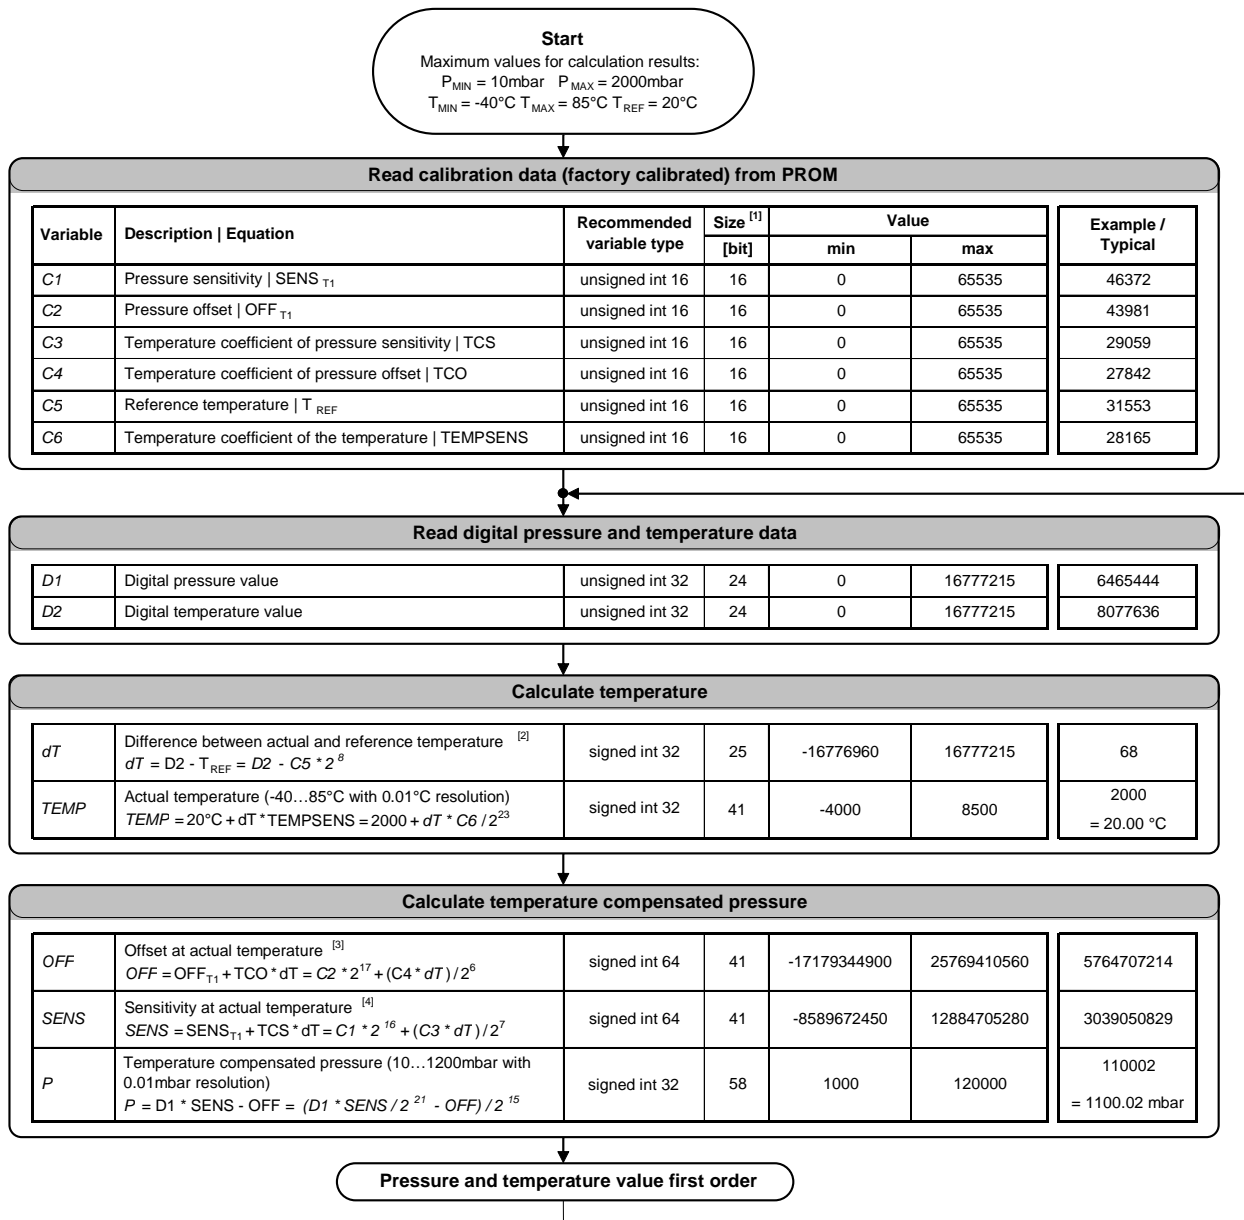 Start
Maximum values for calculation results:
P MIN = 10mbar P MAX = 2000mbar
T MIN = -40°C T MAX = 85°C T REF = 20°C
Read calibration data (factory calibrated) from PROM
Variable Description | Equation Recommended variable type Size [1] [bit] Value min max Example / Typical
C1 Pressure sensitivity | SENS T1 unsigned int 16 16 0 65535 46372
C2 Pressure offset | OFF T1 unsigned int 16 16 0 65535 43981
C3 Temperature coefficient of pressure sensitivity | TCS unsigned int 16 16 0 65535 29059
C4 Temperature coefficient of pressure offset | TCO unsigned int 16 16 0 65535 27842
C5 Reference temperature | T REF unsigned int 16 16 0 65535 31553
C6 Temperature coefficient of the temperature | TEMPSENS unsigned int 16 16 0 65535 28165
Read digital pressure and temperature data
D1 Digital pressure value unsigned int 32 24 0 16777215 6465444
D2 Digital temperature value unsigned int 32 24 0 16777215 8077636
Calculate temperature
Difference between actual and reference temperature [2]
dT signed int 32 25 -16776960 16777215 68
dT = D2 - T REF = D2 - C5 * 2 8
Actual temperature (-40…85°C with 0.01°C resolution) 2000
TEMP signed int 32 41 -4000 8500
TEMP = 20°C + dT * TEMPSENS = 2000 + dT * C6 / 2 23 = 20.00 °C
Calculate temperature compensated pressure
Offset at actual temperature [3]
OFF signed int 64 41 -17179344900 25769410560 5764707214
OFF = OFF T1 + TCO * dT = C2 * 2 17 + (C4 * dT ) / 2 6
Sensitivity at actual temperature [4]
SENS signed int 64 41 -8589672450 12884705280 3039050829
SENS = SENS T1 + TCS * dT = C1 * 2 16 + (C3 * dT ) / 2 7
Temperature compensated pressure (10…1200mbar with 110002
0.01mbar resolution)
P signed int 32 58 1000 120000
P = D1 * SENS - OFF = (D1 * SENS / 2 21 - OFF) / 2 15 = 1100.02 mbar
Pressure and temperature value first order